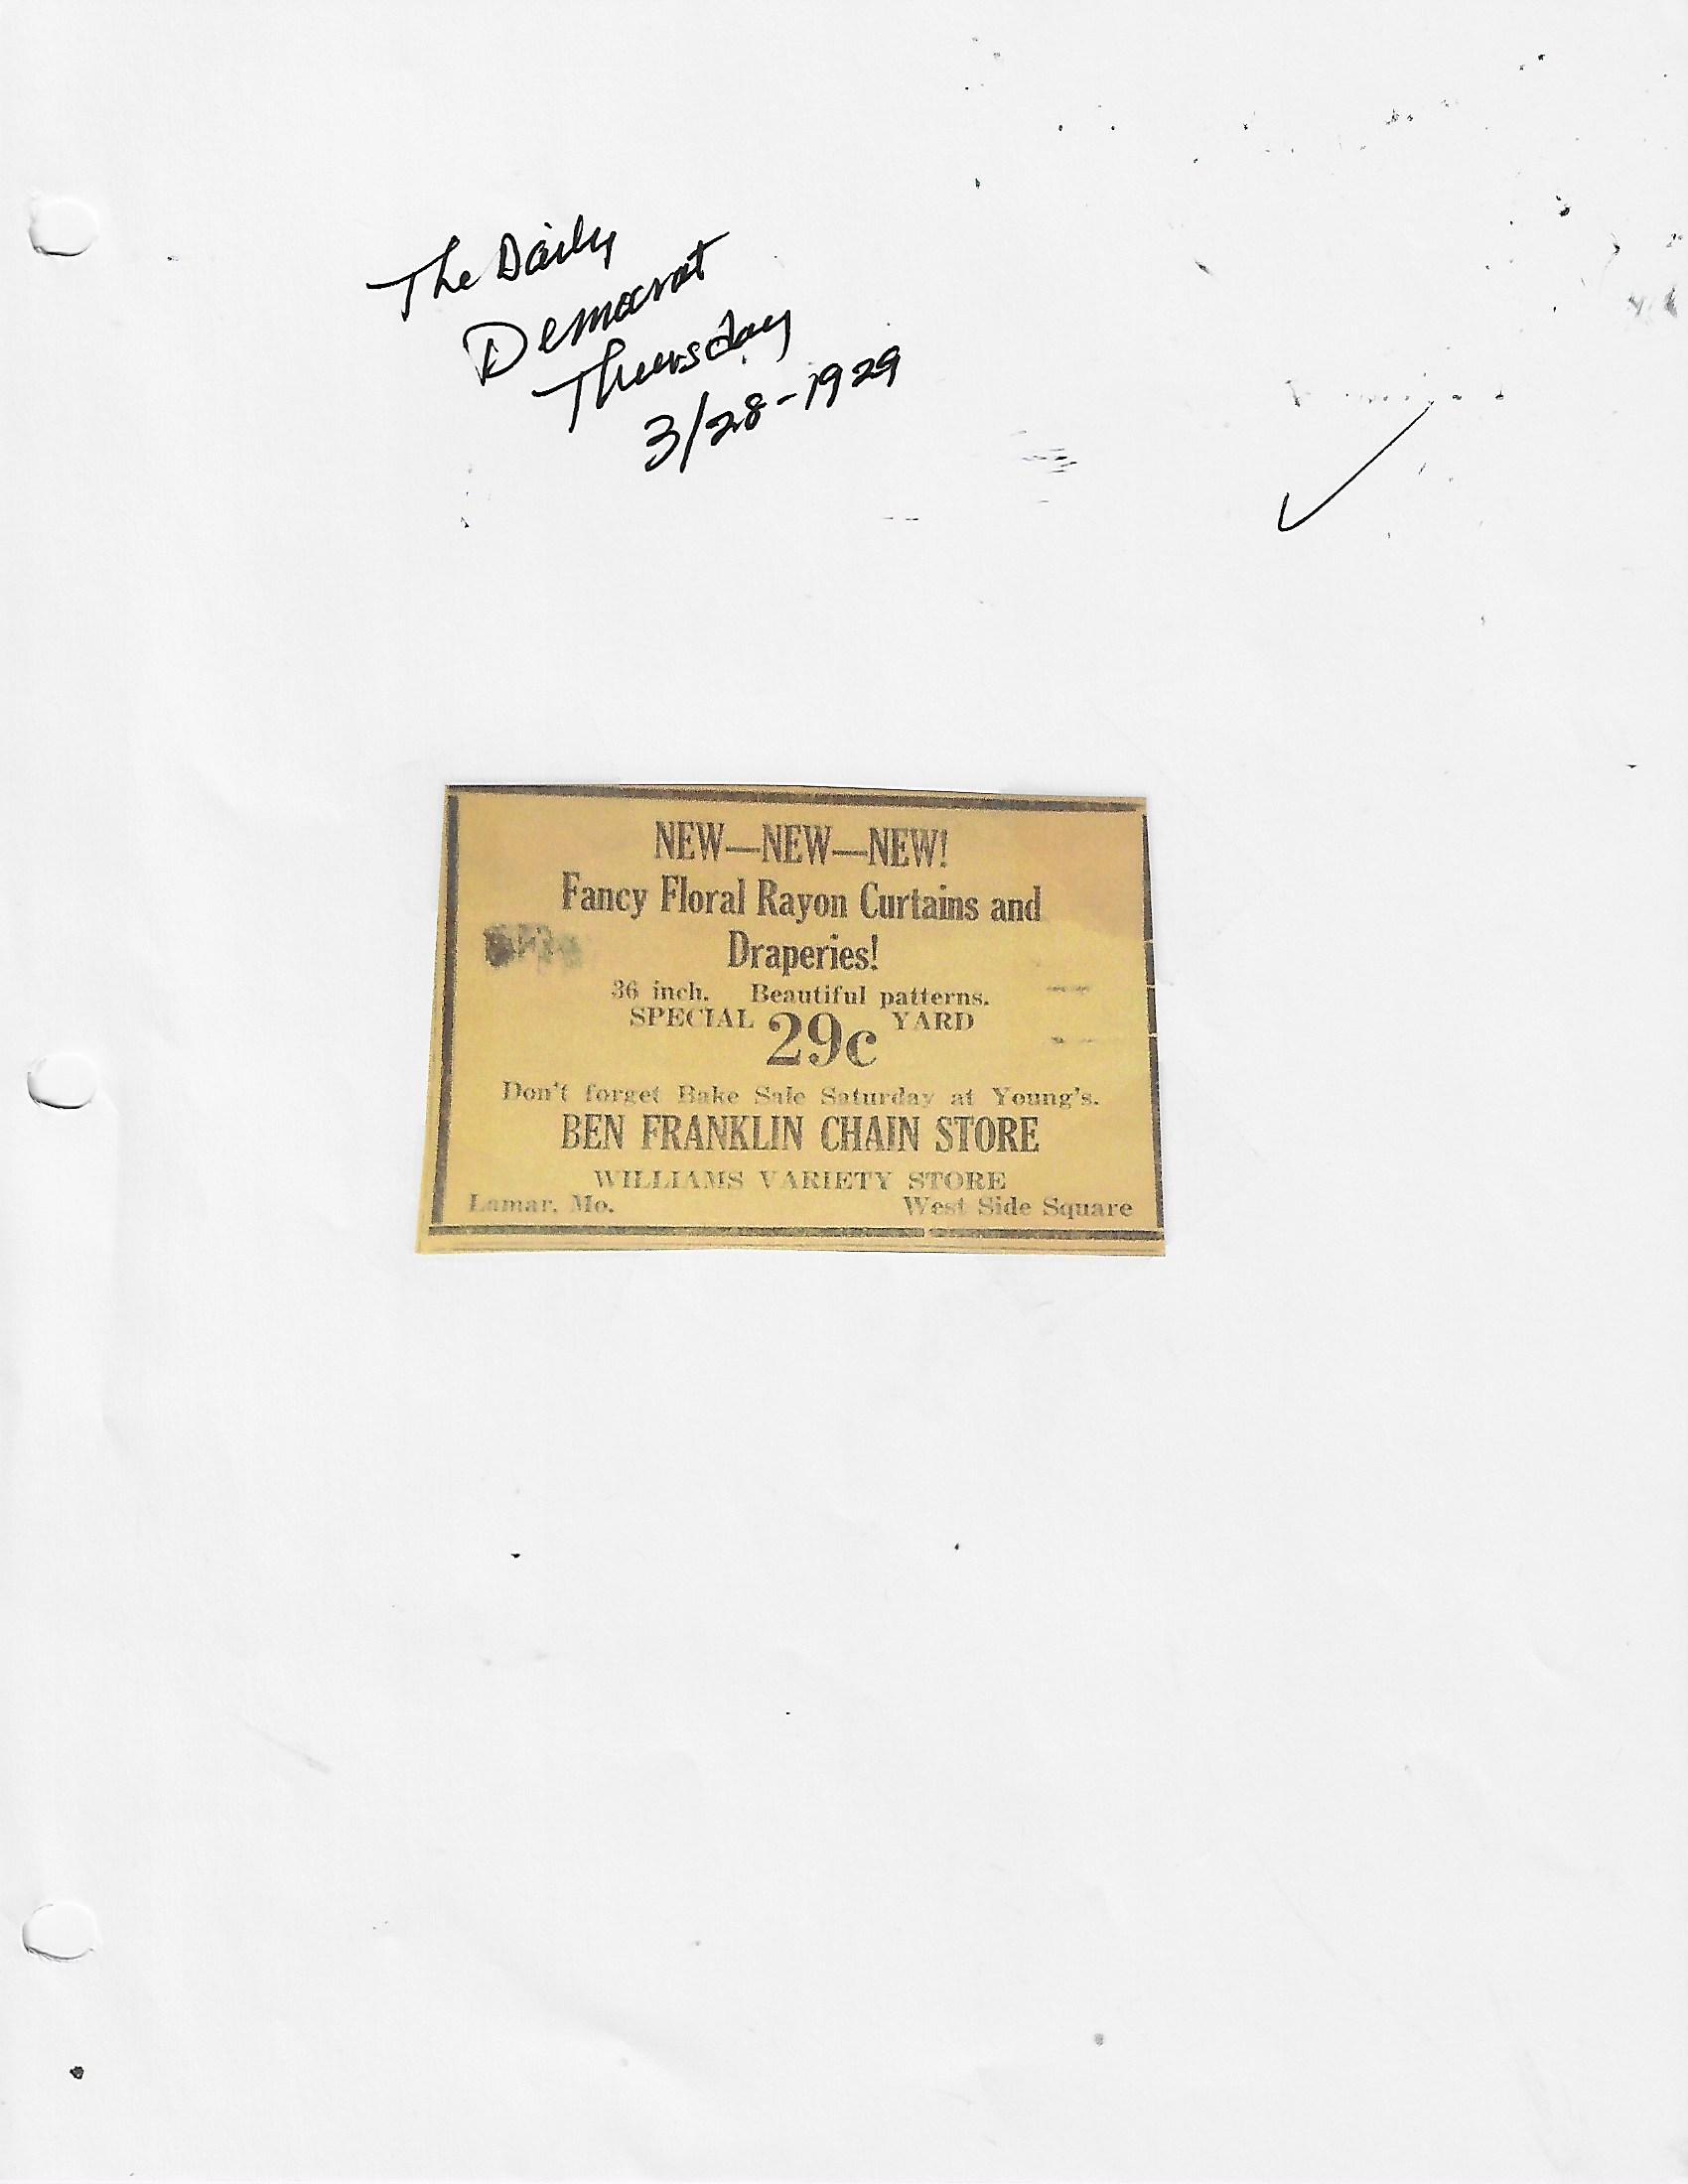 The Daily
Democrat
Thursday
3/28-1929
NEW—NEW—NEW!
Fancy Floral Rayon Curtains and
Draperies!
36 inch. Beautiful patterns.
SPECIAL 29c YARD
Don't forget Bake Sale Saturday at Young's.
BEN FRANKLIN CHAIN STORE
WILLIAMS VARIETY STORE
Lamar, Mo. West Side Square